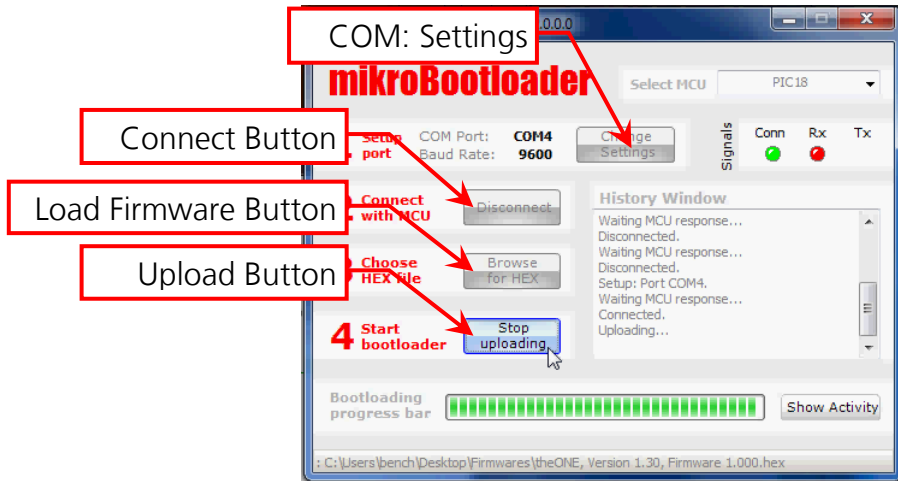 .0.0.0
COM: Settings
mikroBootloader
Select MCU
PIC18
Connect Button
Setup
port
COM Port: COM4
Baud Rate: 9600
Change
Settings
Signals
Conn Rx Tx
Load Firmware Button
Connect
with MCU
Disconnect
History Window
Waiting MCU response...
Disconnected.
Waiting MCU response...
Disconnected.
Setup: Port COM4.
Waiting MCU response...
Connected.
Uploading...
Upload Button
Choose
HEX file
Browse
for HEX
4 Start
bootloader
Stop
uploading
Bootloading
progress bar
Show Activity
: C:\Users\bench\Desktop\Firmwares\theONE, Version 1.30, Firmware 1.000.hex